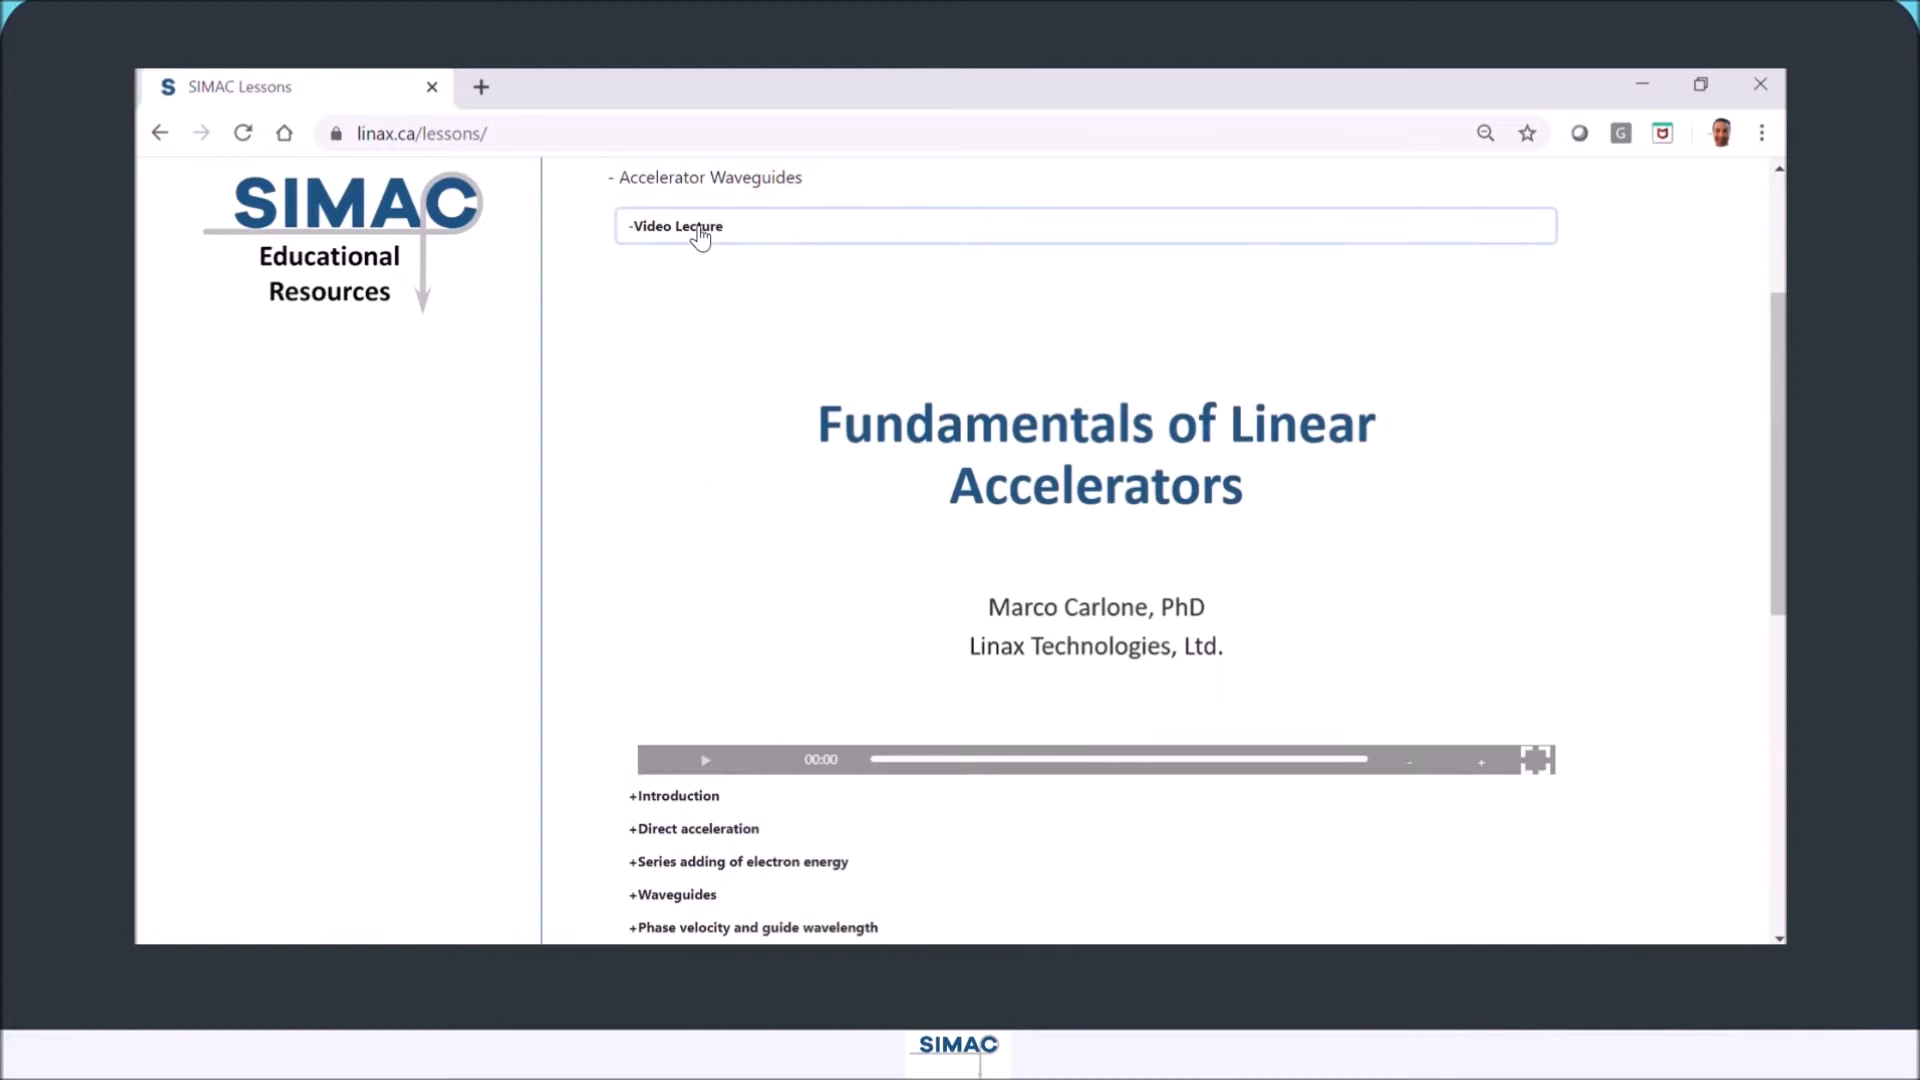 S SIMAC Lessons
linax.ca/lessons/
G
SIMAC
Educational
Resources
- Accelerator Waveguides
-Video Lecture
Fundamentals of Linear
Accelerators
Marco Carlone, PhD
Linax Technologies, Ltd.
00:00 - +
+Introduction
+Direct acceleration
+Series adding of electron energy
+Waveguides
+Phase velocity and guide wavelength
SIMAC